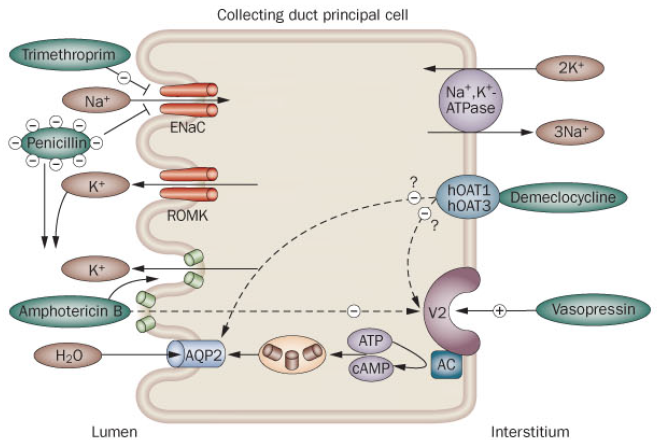 Collecting duct principal cell
Trimethroprim
Na⁺
ENaC
Penicillin
K⁺
ROMK
K⁺
Amphotericin B
H₂O
AQP2
2K⁺
Na⁺,K⁺-
ATPase
3Na⁺
?
?
hOAT1
hOAT3
Demeclocycline
V2
Vasopressin
ATP
cAMP
AC
Lumen
Interstitium